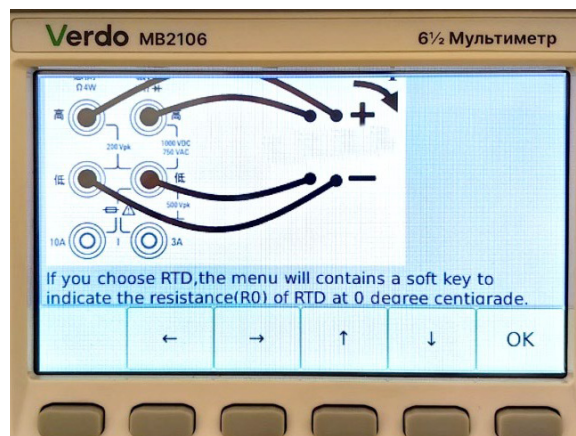 Verdo MB2106
6½ Мультиметр
Ω4W
高
高
200 Vpk
1000 VDC
750 VAC
低
低
500 Vpk
10A
I
3A
+
−
If you choose RTD,the menu will contains a soft key to
indicate the resistance(R0) of RTD at 0 degree centigrade.
← → ↑ ↓ OK